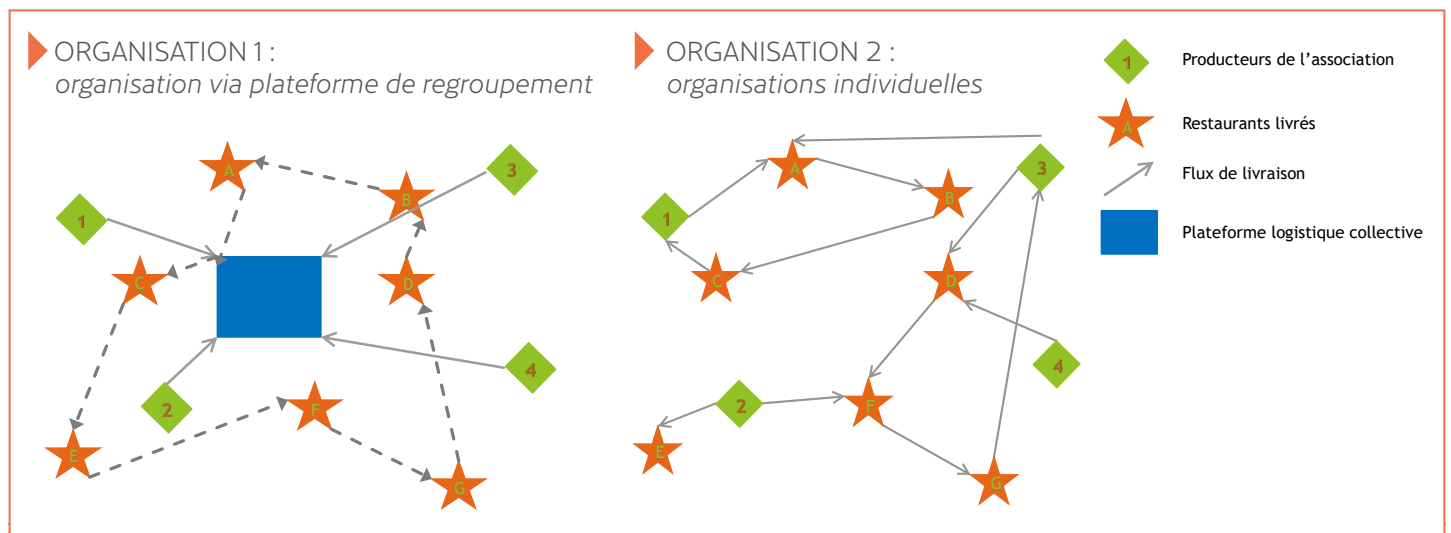 ORGANISATION 1 :
organisation via plateforme de regroupement
A
B
3
1
C
D
4
2
F
E
G
ORGANISATION 2 :
organisations individuelles
A
3
B
1
C
D
4
2
F
E
G
1
Producteurs de l’association
A
Restaurants livrés
Flux de livraison
Plateforme logistique collective